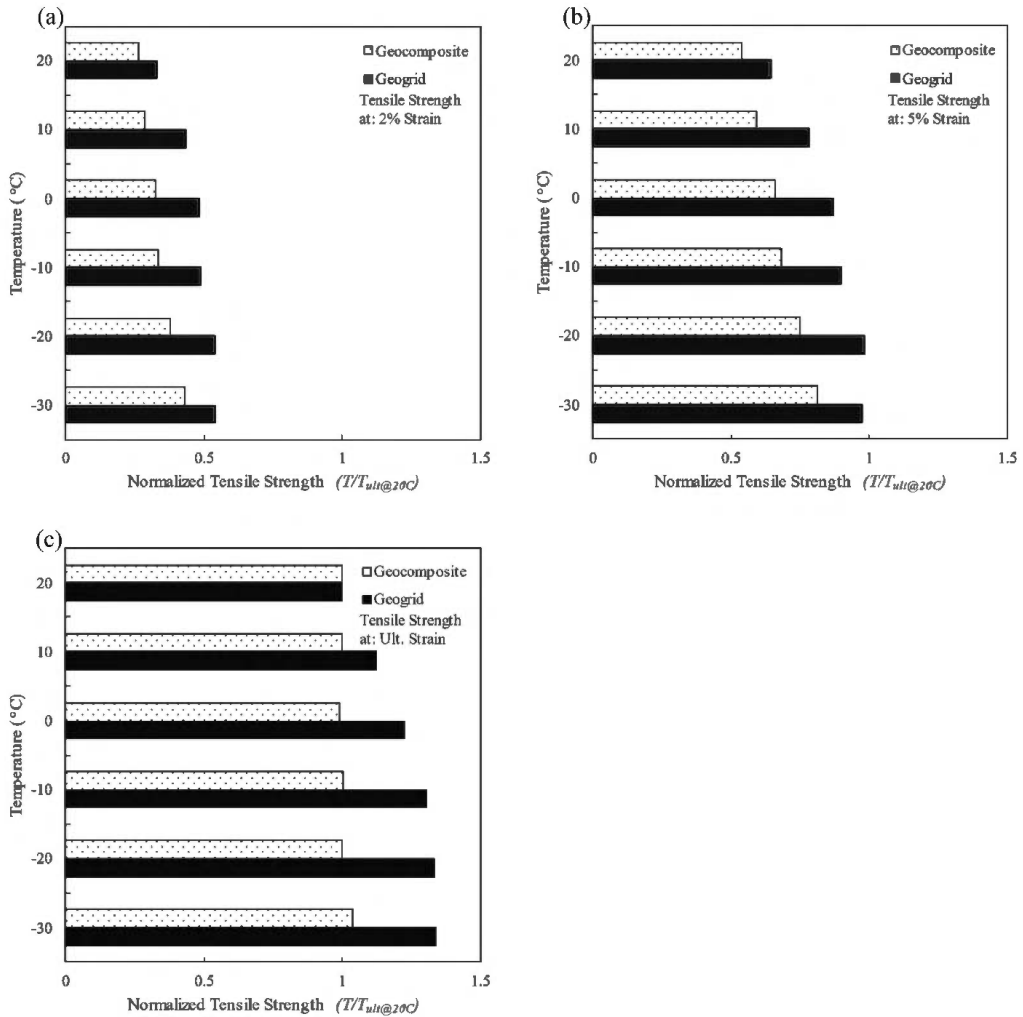 (a)
Geocomposite
Geogrid
Tensile Strength
at: 2% Strain
20
10
0
-10
-20
-30
Temperature ( °C)
0
0.5
1
1.5
Normalized Tensile Strength (T/Tult@20°C)
(b)
Geocomposite
Geogrid
Tensile Strength
at: 5% Strain
20
10
0
-10
-20
-30
Temperature ( °C)
0
0.5
1
1.5
Normalized Tensile Strength (T/Tult@20°C)
(c)
Geocomposite
Geogrid
Tensile Strength
at: Ult. Strain
20
10
0
-10
-20
-30
Temperature ( °C)
0
0.5
1
1.5
Normalized Tensile Strength (T/Tult@20°C)